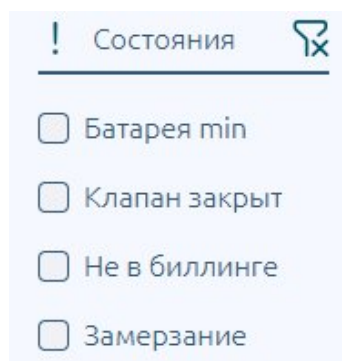 ! Состояния
Батарея min
Клапан закрыт
Не в биллинге
Замерзание